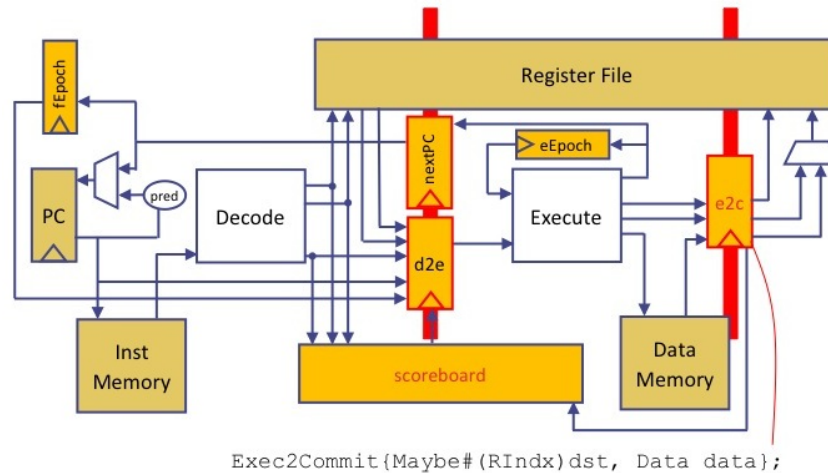 Register File
fEpoch
nextPC
eEpoch
PC
pred
Decode
Execute
e2c
d2e
Inst
Memory
scoreboard
Data
Memory
Exec2Commit{Maybe#(RIndx)dst, Data data};